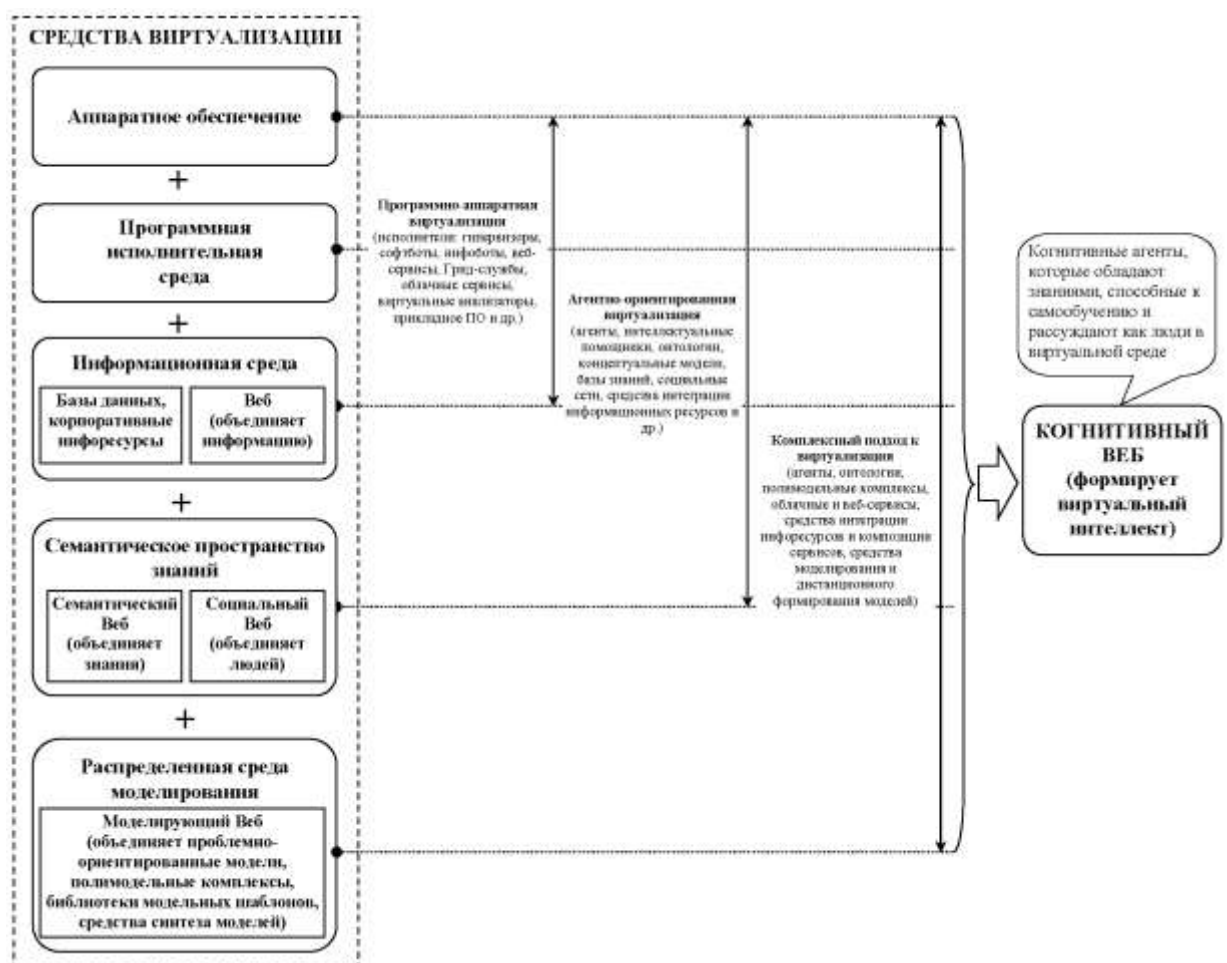 СРЕДСТВА ВИРТУАЛИЗАЦИИ
Аппаратное обеспечение
+
Программная
исполнительная
среда
+
Информационная среда
Базы данных,
корпоративные
инфоресурсы
Веб
(объединяет
информацию)
+
Семантическое пространство
знаний
Семантический
Веб
(объединяет
знания)
Социальный
Веб
(объединяет
людей)
+
Распределенная среда
моделирования
Моделирующий Веб
(объединяет проблемно-
ориентированные модели,
полимодельные комплексы,
библиотеки модельных шаблонов,
средства синтеза моделей)
Программно-аппаратная
виртуализация
(исполнители: гипервизоры,
софтботы, инфоботы, веб-
сервисы, Грид-службы,
облачные сервисы,
виртуальные анализаторы,
прикладное ПО и др.)
Агентно-ориентированная
виртуализация
(агенты, интеллектуальные
помощники, онтологии,
концептуальные модели,
базы знаний, социальные
сети, средства интеграции
информационных ресурсов и
др.)
Комплексный подход к
виртуализации
(агенты, онтологии,
полимодельные комплексы,
облачные и веб-сервисы,
средства интеграции
инфоресурсов и композиции
сервисов, средства
моделирования и
дистанционного
формирования моделей)
Когнитивные агенты,
которые обладают
знаниями, способные к
самообучению и
рассуждают как люди в
виртуальной среде
КОГНИТИВНЫЙ
ВЕБ
(формирует
виртуальный
интеллект)